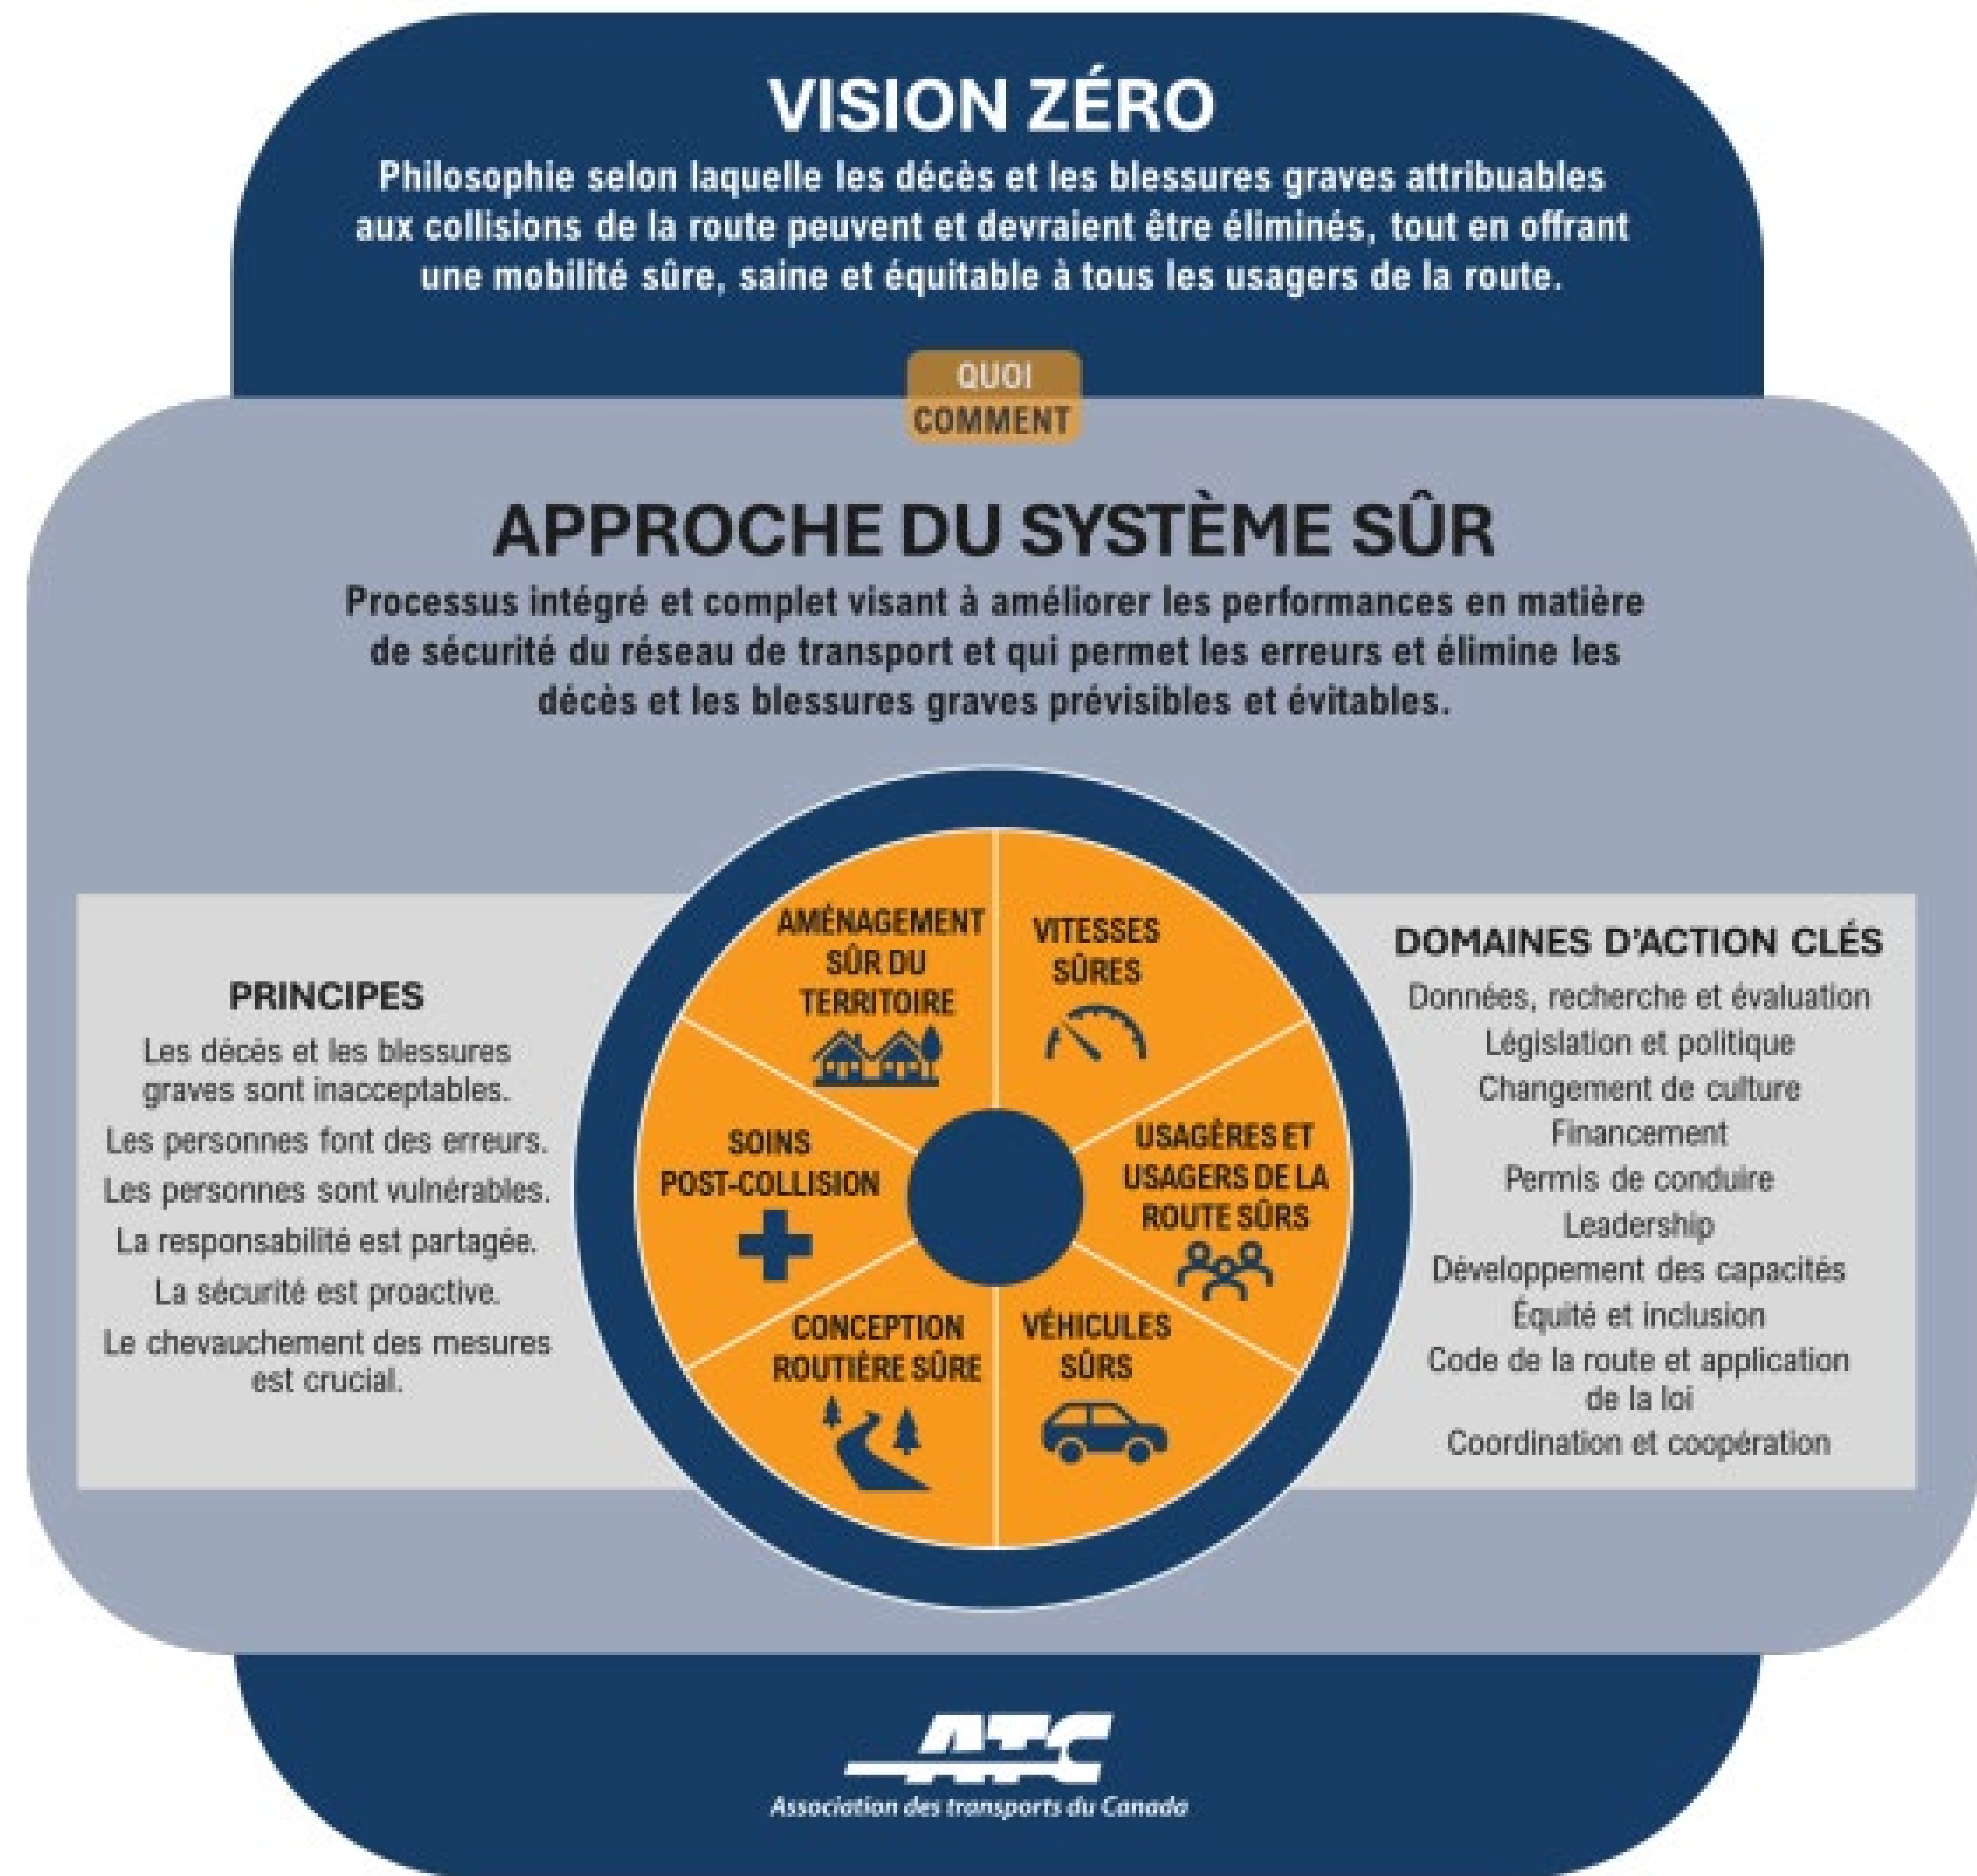 VISION ZÉRO
Philosophie selon laquelle les décès et les blessures graves attribuables
aux collisions de la route peuvent et devraient être éliminés, tout en offrant
une mobilité sûre, saine et équitable à tous les usagers de la route.
QUOI
COMMENT
APPROCHE DU SYSTÈME SÛR
Processus intégré et complet visant à améliorer les performances en matière
de sécurité du réseau de transport et qui permet les erreurs et élimine les
décès et les blessures graves prévisibles et évitables.
PRINCIPES
Les décès et les blessures
graves sont inacceptables.
Les personnes font des erreurs.
Les personnes sont vulnérables.
La responsabilité est partagée.
La sécurité est proactive.
Le chevauchement des mesures
est crucial.
AMÉNAGEMENT
SÛR DU
TERRITOIRE
VITESSES
SÛRES
SOINS
POST-COLLISION
USAGÈRES ET
USAGERS DE LA
ROUTE SÛRS
CONCEPTION
ROUTIÈRE SÛRE
VÉHICULES
SÛRS
DOMAINES D'ACTION CLÉS
Données, recherche et évaluation
Législation et politique
Changement de culture
Financement
Permis de conduire
Leadership
Développement des capacités
Équité et inclusion
Code de la route et application
de la loi
Coordination et coopération
ATC
Association des transports du Canada